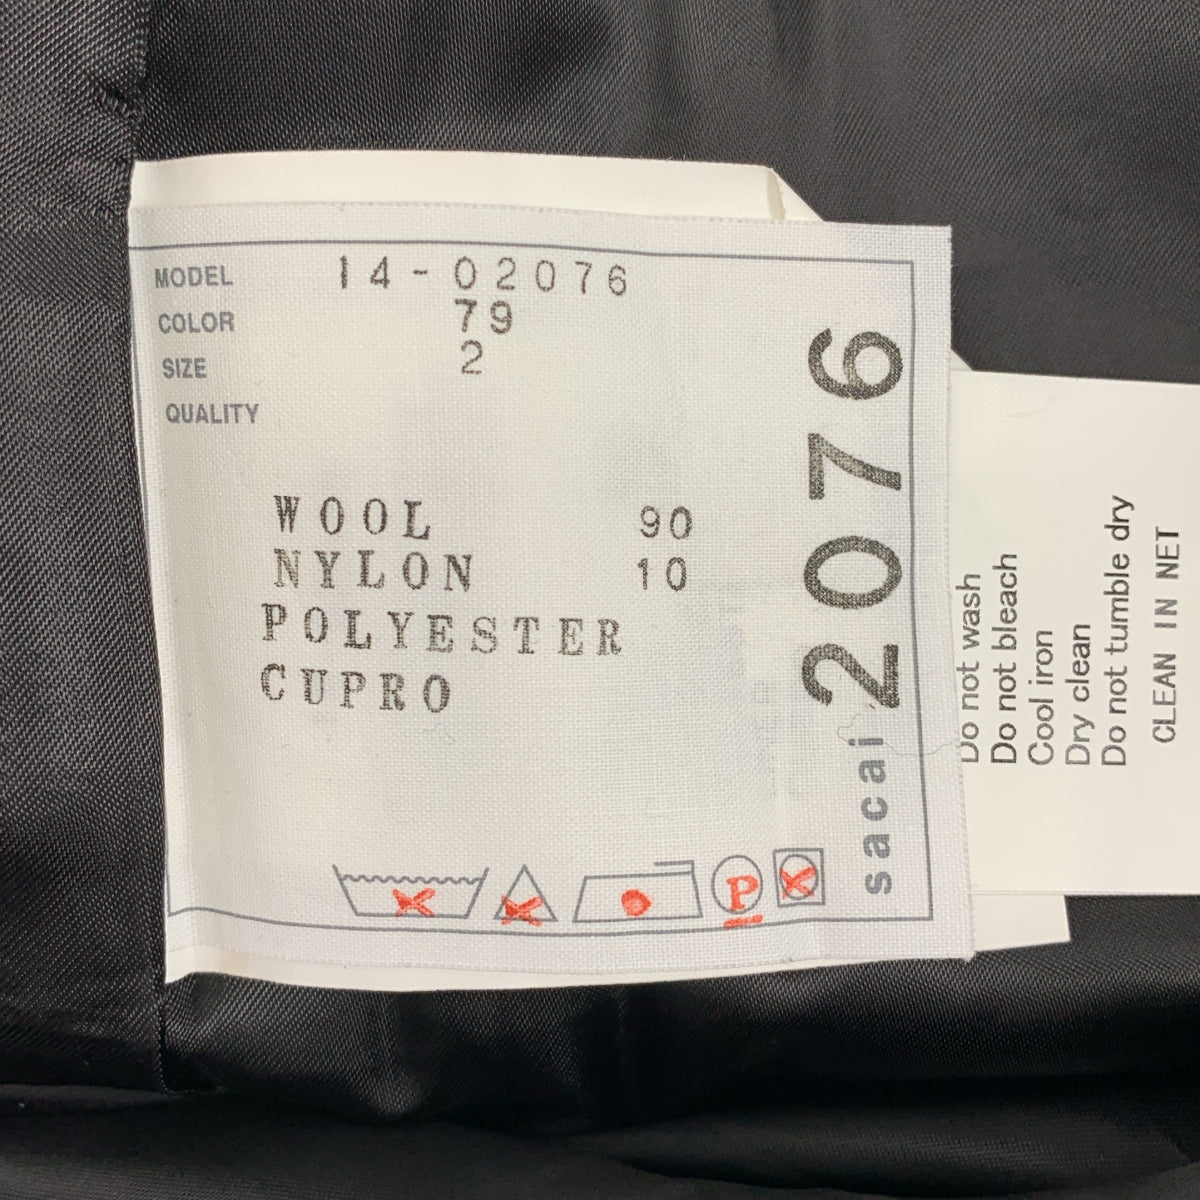 MODEL 14-02076
COLOR 79
SIZE 2
QUALITY
WOOL 90
NYLON 10
POLYESTER
CUPRO
P
sacai 2076
Do not wash
Do not bleach
Cool iron
Dry clean
Do not tumble dry
CLEAN IN NET